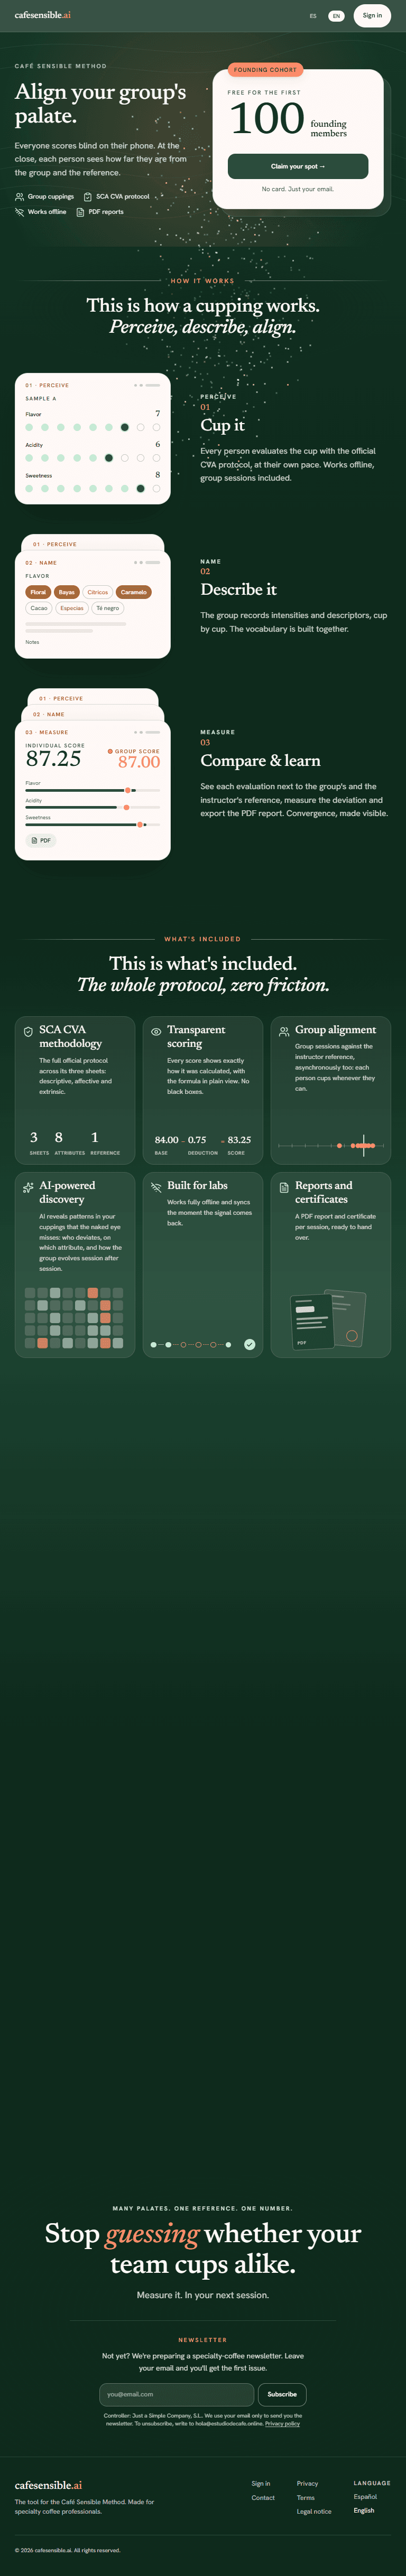 cafesensible.ai
ES
EN
Sign in
CAFÉ SENSIBLE METHOD
Align your group's
palate.
Everyone scores blind on their phone. At the
close, each person sees how far they are from
the group and the reference.
Group cuppings
SCA CVA protocol
Works offline
PDF reports
FOUNDING COHORT
FREE FOR THE FIRST
100 founding
members
Claim your spot →
No card. Just your email.
HOW IT WORKS
This is how a cupping works.
Perceive, describe, align.
01 · PERCEIVE
SAMPLE A
Flavor 7
Acidity 6
Sweetness 8
PERCEIVE
01
Cup it
Every person evaluates the cup with the official
CVA protocol, at their own pace. Works offline,
group sessions included.
01 · PERCEIVE
02 · NAME
FLAVOR
Floral Bayas Cítricos Caramelo
Cacao Especias Té negro
Notes
NAME
02
Describe it
The group records intensities and descriptors, cup
by cup. The vocabulary is built together.
01 · PERCEIVE
02 · NAME
03 · MEASURE
INDIVIDUAL SCORE
87.25
GROUP SCORE
87.00
Flavor
Acidity
Sweetness
PDF
MEASURE
03
Compare & learn
See each evaluation next to the group's and the
instructor's reference, measure the deviation and
export the PDF report. Convergence, made visible.
WHAT'S INCLUDED
This is what's included.
The whole protocol, zero friction.
SCA CVA
methodology
The full official protocol
across its three sheets:
descriptive, affective and
extrinsic.
3 8 1
SHEETS ATTRIBUTES REFERENCE
Transparent
scoring
Every score shows exactly
how it was calculated, with
the formula in plain view. No
black boxes.
84.00 − 0.75 = 83.25
BASE DEDUCTION SCORE
Group alignment
Group sessions against the
instructor reference,
asynchronously too: each
person cups whenever they
can.
AI-powered
discovery
AI reveals patterns in your
cuppings that the naked eye
misses: who deviates, on
which attribute, and how the
group evolves session after
session.
Built for labs
Works fully offline and syncs
the moment the signal comes
back.
Reports and
certificates
A PDF report and certificate
per session, ready to hand
over.
PDF
MANY PALATES. ONE REFERENCE. ONE NUMBER.
Stop guessing whether your
team cups alike.
Measure it. In your next session.
NEWSLETTER
Not yet? We're preparing a specialty-coffee newsletter. Leave
your email and you'll get the first issue.
you@email.com
Subscribe
Controller: Just a Simple Company, S.L. We use your email only to send you the
newsletter. To unsubscribe, write to hola@estudiodecafe.online. Privacy policy
cafesensible.ai
The tool for the Café Sensible Method. Made for
specialty coffee professionals.
Sign in
Contact
Privacy
Terms
Legal notice
LANGUAGE
Español
English
© 2026 cafesensible.ai. All rights reserved.